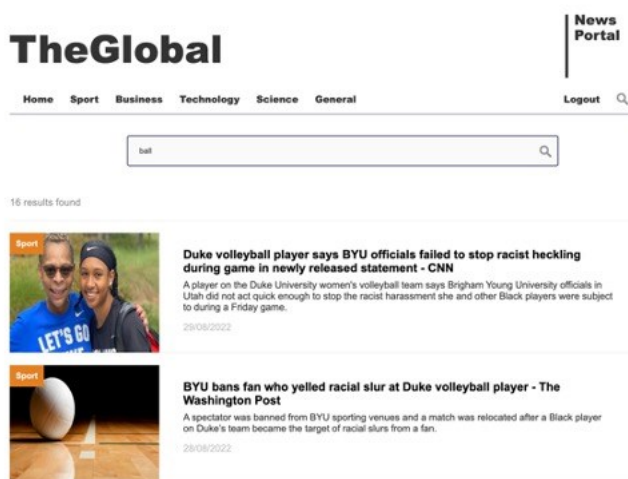 News
Portal
TheGlobal
Home Sport Business Technology Science General Logout
ball
16 results found
Sport
Duke volleyball player says BYU officials failed to stop racist heckling
during game in newly released statement - CNN
A player on the Duke University women's volleyball team says Brigham Young University officials in
Utah did not act quick enough to stop the racist harassment she and other Black players were subject
to during a Friday game.
29/08/2022
LET'S GO
Sport
BYU bans fan who yelled racial slur at Duke volleyball player - The
Washington Post
A spectator was banned from BYU sporting venues and a match was relocated after a Black player
on Duke's team became the target of racial slurs from a fan.
28/08/2022